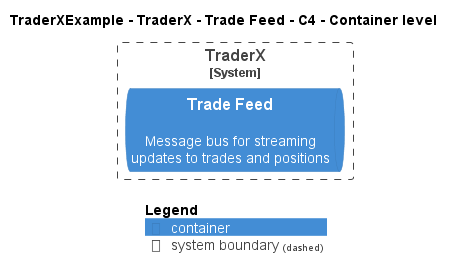 TraderXExample - TraderX - Trade Feed - C4 - Container level
TraderX
[System]
Trade Feed
Message bus for streaming
updates to trades and positions
Legend
container
system boundary (dashed)